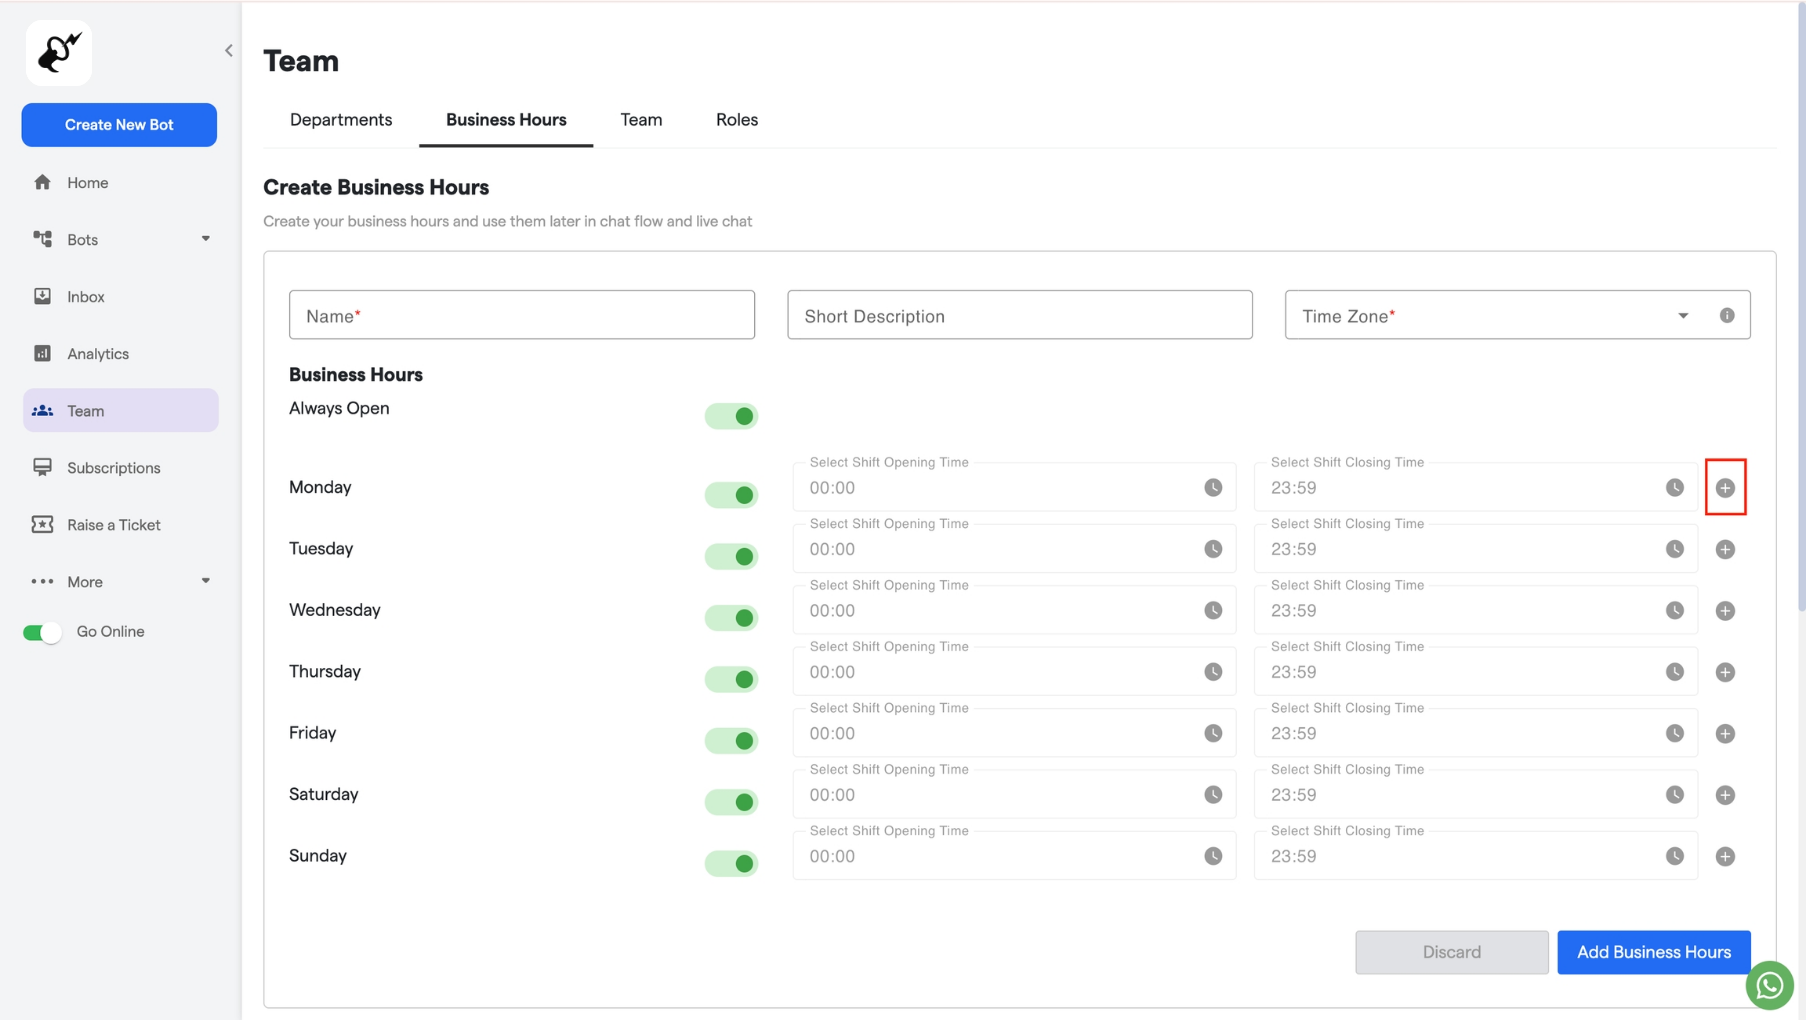 Team
Create New Bot
Departments
Business Hours
Team
Roles
Home
Bots
Inbox
Analytics
Team
Subscriptions
Raise a Ticket
More
Go Online
Create Business Hours
Create your business hours and use them later in chat flow and live chat
Name*
Short Description
Time Zone*
Business Hours
Always Open
Monday
Select Shift Opening Time
00:00
Select Shift Closing Time
23:59
Tuesday
Select Shift Opening Time
00:00
Select Shift Closing Time
23:59
Wednesday
Select Shift Opening Time
00:00
Select Shift Closing Time
23:59
Thursday
Select Shift Opening Time
00:00
Select Shift Closing Time
23:59
Friday
Select Shift Opening Time
00:00
Select Shift Closing Time
23:59
Saturday
Select Shift Opening Time
00:00
Select Shift Closing Time
23:59
Sunday
Select Shift Opening Time
00:00
Select Shift Closing Time
23:59
Discard
Add Business Hours